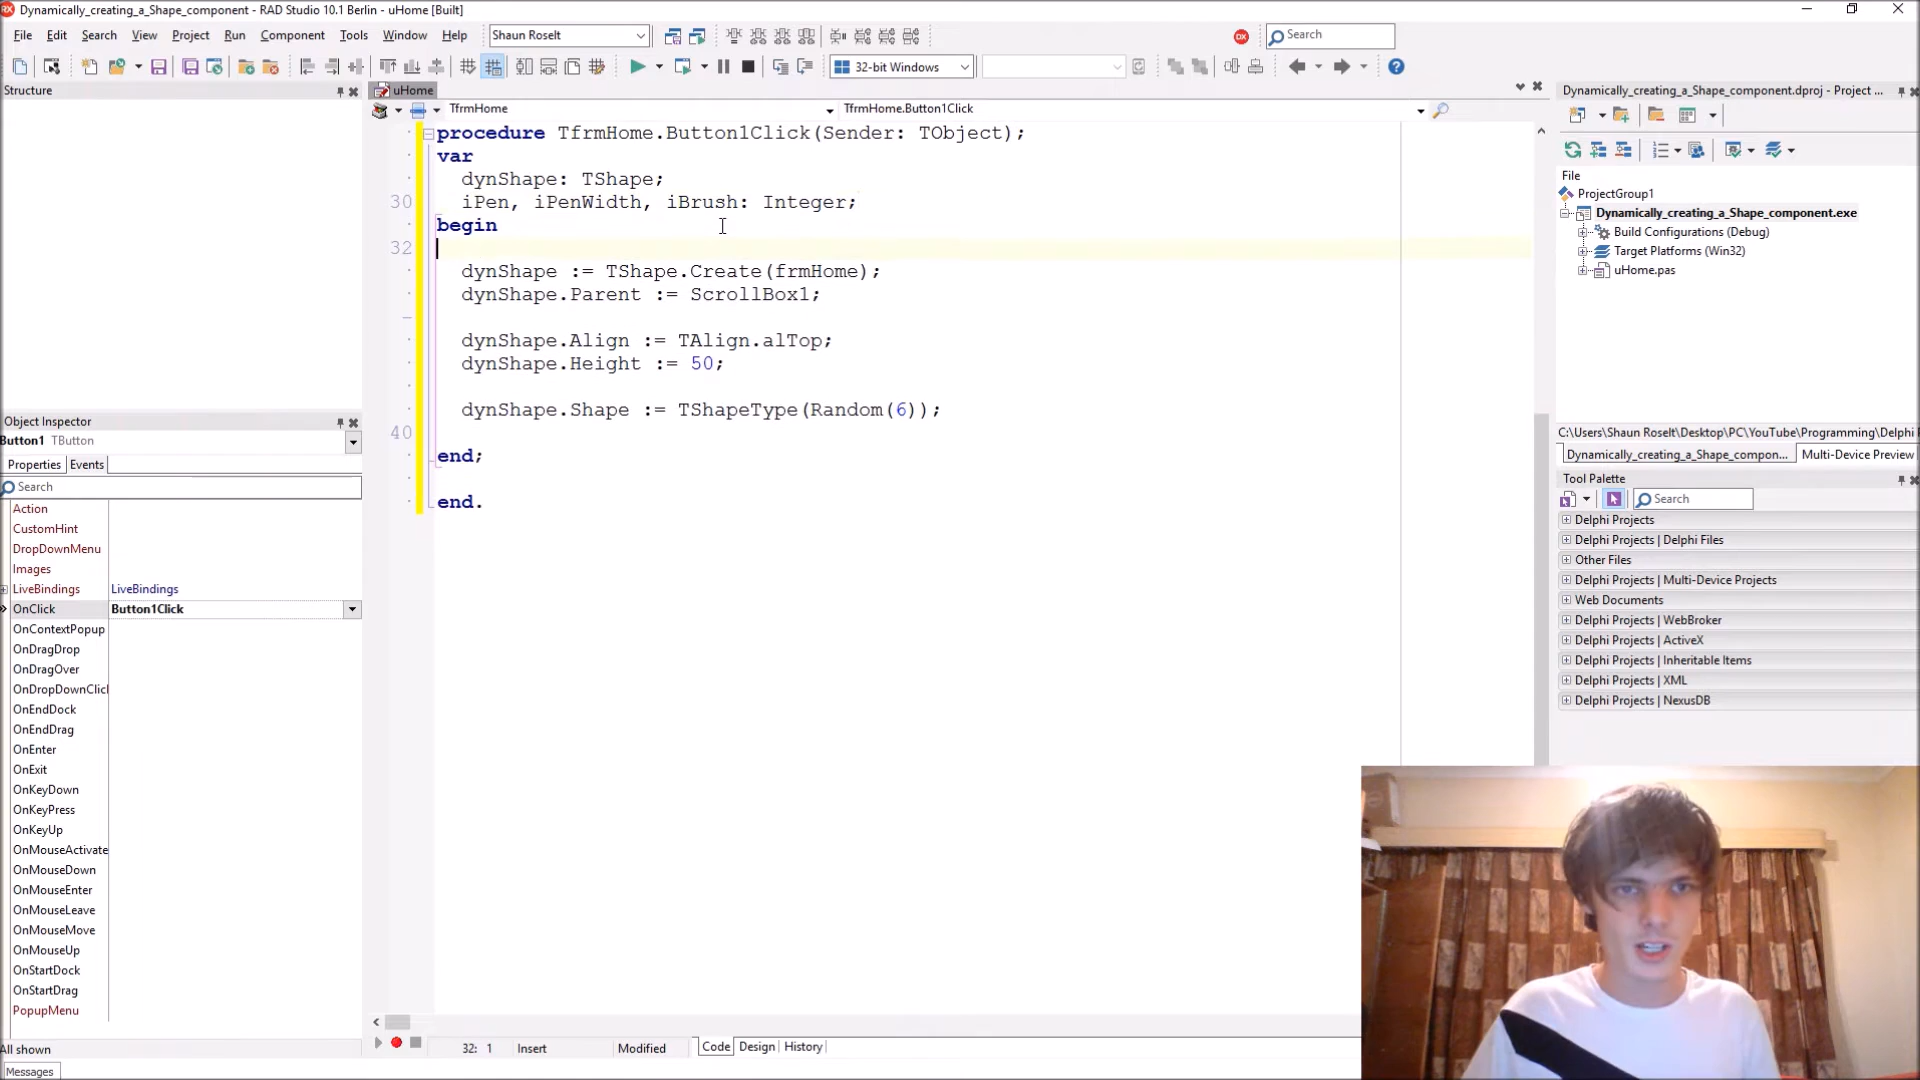 Dynamically_creating_a_Shape_component - RAD Studio 10.1 Berlin - uHome [Built]
File Edit Search View Project Run Component Tools Window Help Shaun Roselt Search
32-bit Windows
Structure
uHome
Dynamically_creating_a_Shape_component.dproj - Project ...
TfrmHome TfrmHome.Button1Click
procedure TfrmHome.Button1Click(Sender: TObject);
var
dynShape: TShape;
30 iPen, iPenWidth, iBrush: Integer;
begin
32
dynShape := TShape.Create(frmHome);
dynShape.Parent := ScrollBox1;
dynShape.Align := TAlign.alTop;
dynShape.Height := 50;
dynShape.Shape := TShapeType(Random(6));
40
end;
end.
File
ProjectGroup1
Dynamically_creating_a_Shape_component.exe
Build Configurations (Debug)
Target Platforms (Win32)
uHome.pas
C:\Users\Shaun Roselt\Desktop\PC\YouTube\Programming\Delphi
Dynamically_creating_a_Shape_compon... Multi-Device Preview
Tool Palette
Search
Delphi Projects
Delphi Projects | Delphi Files
Other Files
Delphi Projects | Multi-Device Projects
Web Documents
Delphi Projects | WebBroker
Delphi Projects | ActiveX
Delphi Projects | Inheritable Items
Delphi Projects | XML
Delphi Projects | NexusDB
Object Inspector
Button1 TButton
Properties Events
Search
Action
CustomHint
DropDownMenu
Images
LiveBindings LiveBindings
OnClick Button1Click
OnContextPopup
OnDragDrop
OnDragOver
OnDropDownClic
OnEndDock
OnEndDrag
OnEnter
OnExit
OnKeyDown
OnKeyPress
OnKeyUp
OnMouseActivate
OnMouseDown
OnMouseEnter
OnMouseLeave
OnMouseMove
OnMouseUp
OnStartDock
OnStartDrag
PopupMenu
All shown
32: 1 Insert Modified Code Design History
Messages